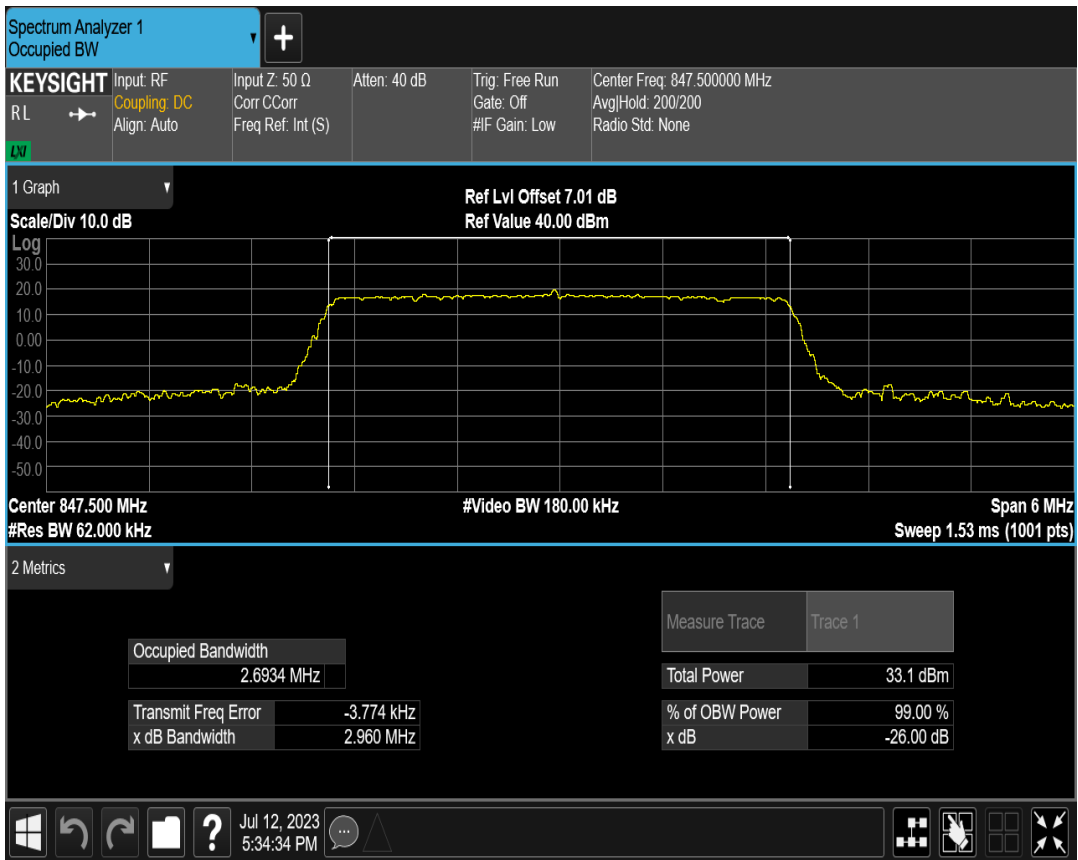 Spectrum Analyzer 1
Occupied BW
KEYSIGHT
R L
LXI
Input: RF
Coupling: DC
Align: Auto
Input Z: 50 Ω
Corr CCorr
Freq Ref: Int (S)
Atten: 40 dB
Trig: Free Run
Gate: Off
#IF Gain: Low
Center Freq: 847.500000 MHz
Avg|Hold: 200/200
Radio Std: None
1 Graph
Ref Lvl Offset 7.01 dB
Scale/Div 10.0 dB
Ref Value 40.00 dBm
Log
30.0
20.0
10.0
0.00
-10.0
-20.0
-30.0
-40.0
-50.0
Center 847.500 MHz
#Video BW 180.00 kHz
Span 6 MHz
#Res BW 62.000 kHz
Sweep 1.53 ms (1001 pts)
2 Metrics
Measure Trace
Trace 1
Occupied Bandwidth
2.6934 MHz
Total Power
33.1 dBm
Transmit Freq Error
-3.774 kHz
% of OBW Power
99.00 %
x dB Bandwidth
2.960 MHz
x dB
-26.00 dB
?
Jul 12, 2023
5:34:34 PM